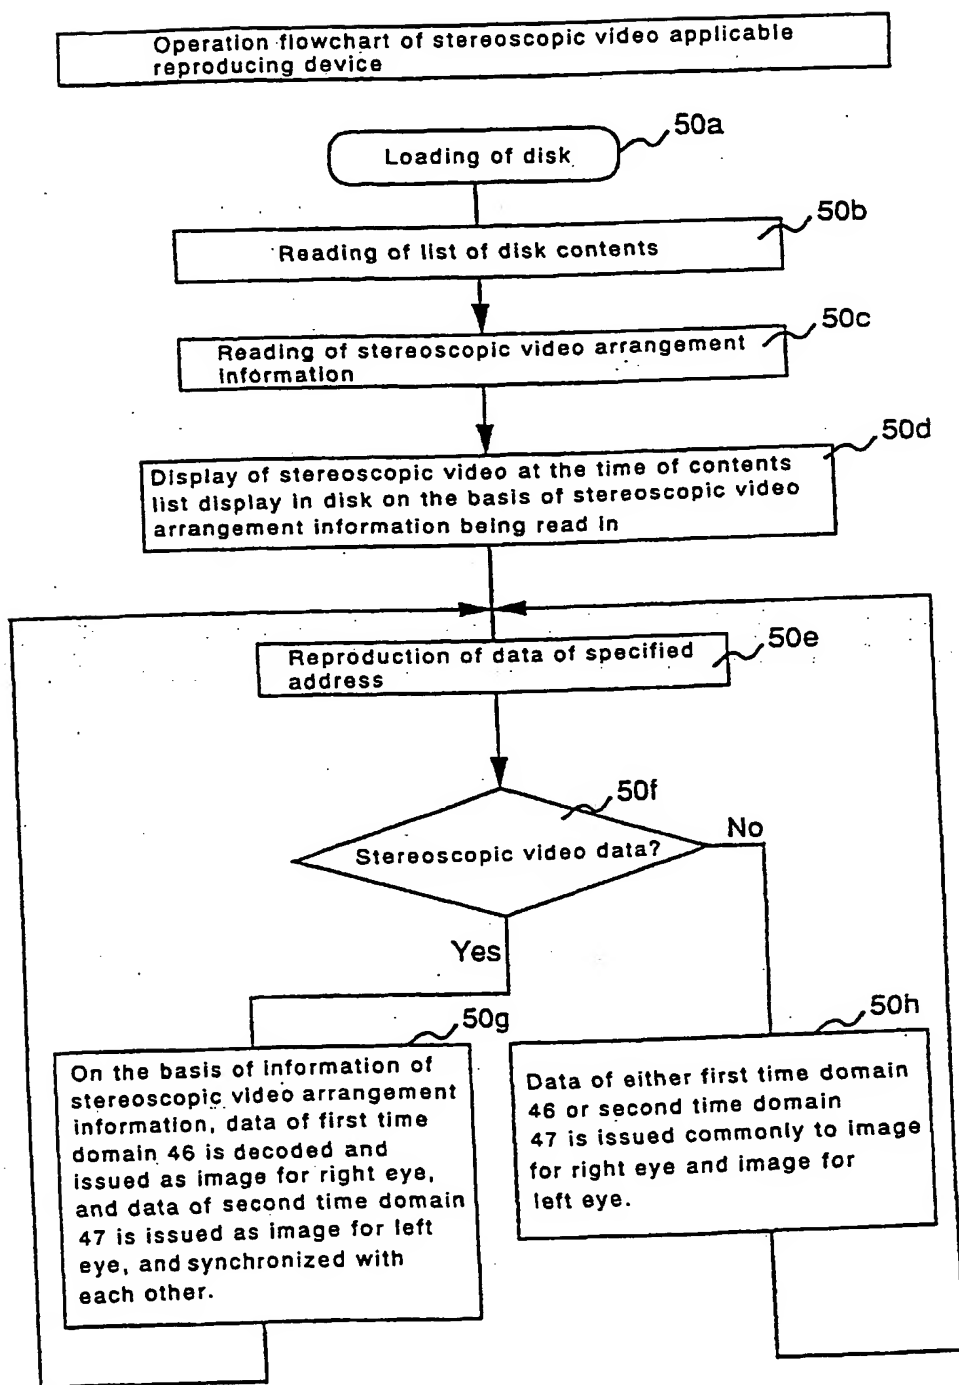 Operation flowchart of stereoscopic video applicable
reproducing device
50a
Loading of disk
50b
Reading of list of disk contents
50c
Reading of stereoscopic video arrangement
information
50d
Display of stereoscopic video at the time of contents
list display in disk on the basis of stereoscopic video
arrangement information being read in
50e
Reproduction of data of specified
address
50f
Stereoscopic video data?
No
Yes
50g
On the basis of information of
stereoscopic video arrangement
information, data of first time
domain 46 is decoded and
issued as image for right eye,
and data of second time domain
47 is issued as image for left
eye, and synchronized with
each other.
50h
Data of either first time domain
46 or second time domain
47 is issued commonly to image
for right eye and image for
left eye.